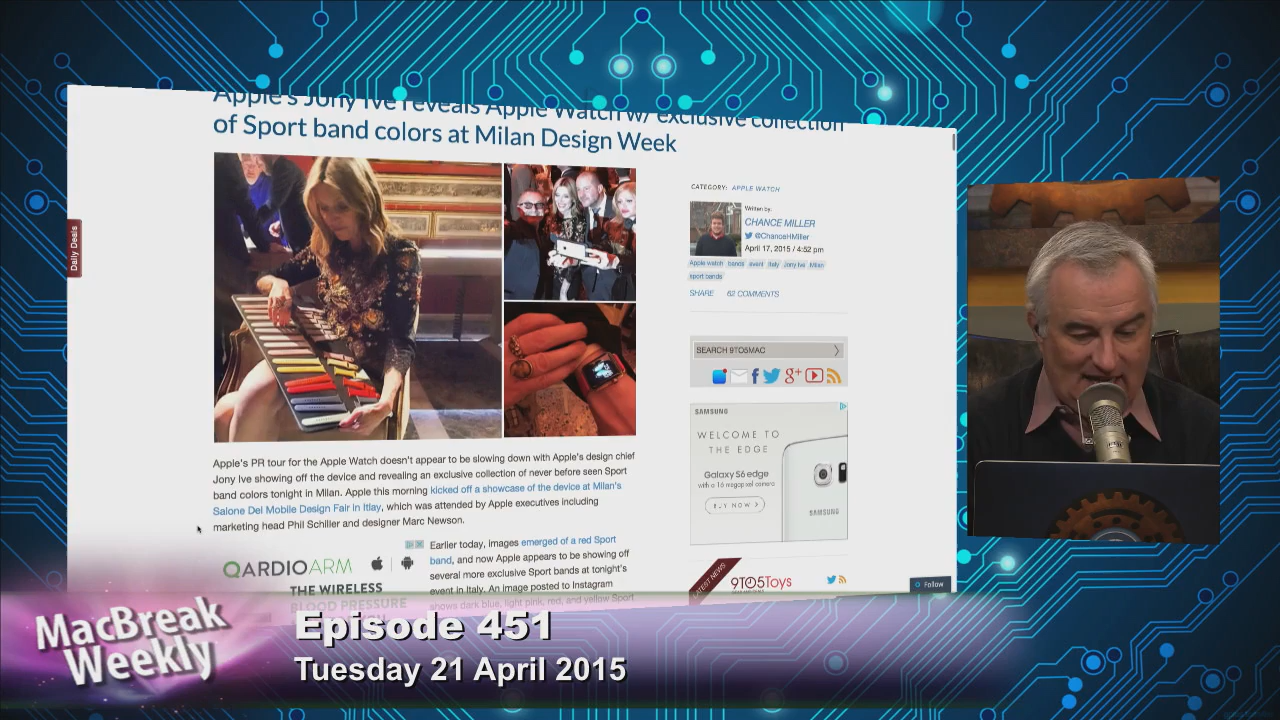 Apple's Jony Ive reveals Apple Watch w/ exclusive collection
of Sport band colors at Milan Design Week
Daily Deals
CATEGORY: APPLE WATCH
Written by:
CHANCE MILLER
@ChanceHMiller
April 17, 2015 / 4:52 pm
Apple watch bands event Italy Jony Ive Milan
sport bands
SHARE 62 COMMENTS
SEARCH 9TO5MAC
SAMSUNG
WELCOME TO
THE EDGE
Galaxy S6 edge
with a 16 megapixel camera
BUY NOW >
SAMSUNG
Apple's PR tour for the Apple Watch doesn't appear to be slowing down with Apple's design chief
Jony Ive showing off the device and revealing an exclusive collection of never before seen Sport
band colors tonight in Milan. Apple this morning kicked off a showcase of the device at Milan's
Salone Del Mobile Design Fair in Itlay, which was attended by Apple executives including
marketing head Phil Schiller and designer Marc Newson.
QARDIOARM
THE WIRELESS
BLOOD PRESSURE
Earlier today, images emerged of a red Sport
band, and now Apple appears to be showing off
several more exclusive Sport bands at tonight's
event in Italy. An image posted to Instagram
shows dark blue, light pink, red, and yellow Sport
LATEST NEWS
9TO5Toys
Follow
MacBreak
Weekly
Episode 451
Tuesday 21 April 2015